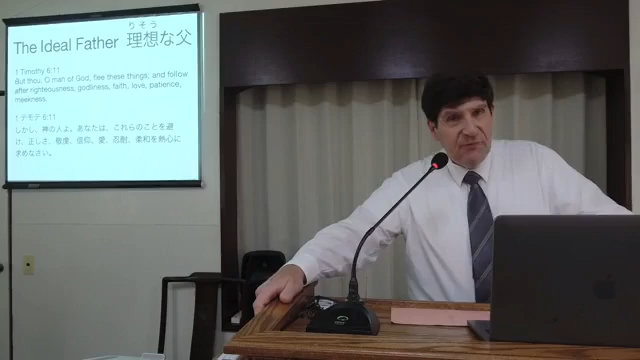 りそう
The Ideal Father 理想な父
1 Timothy 6:11
But thou, O man of God, flee these things; and follow
after righteousness, godliness, faith, love, patience,
meekness.
1 テモテ 6:11
しかし、神の人よ。あなたは、これらのことを避
け、正しさ、敬虔、信仰、愛、忍耐、柔和を熱心に
求めなさい。